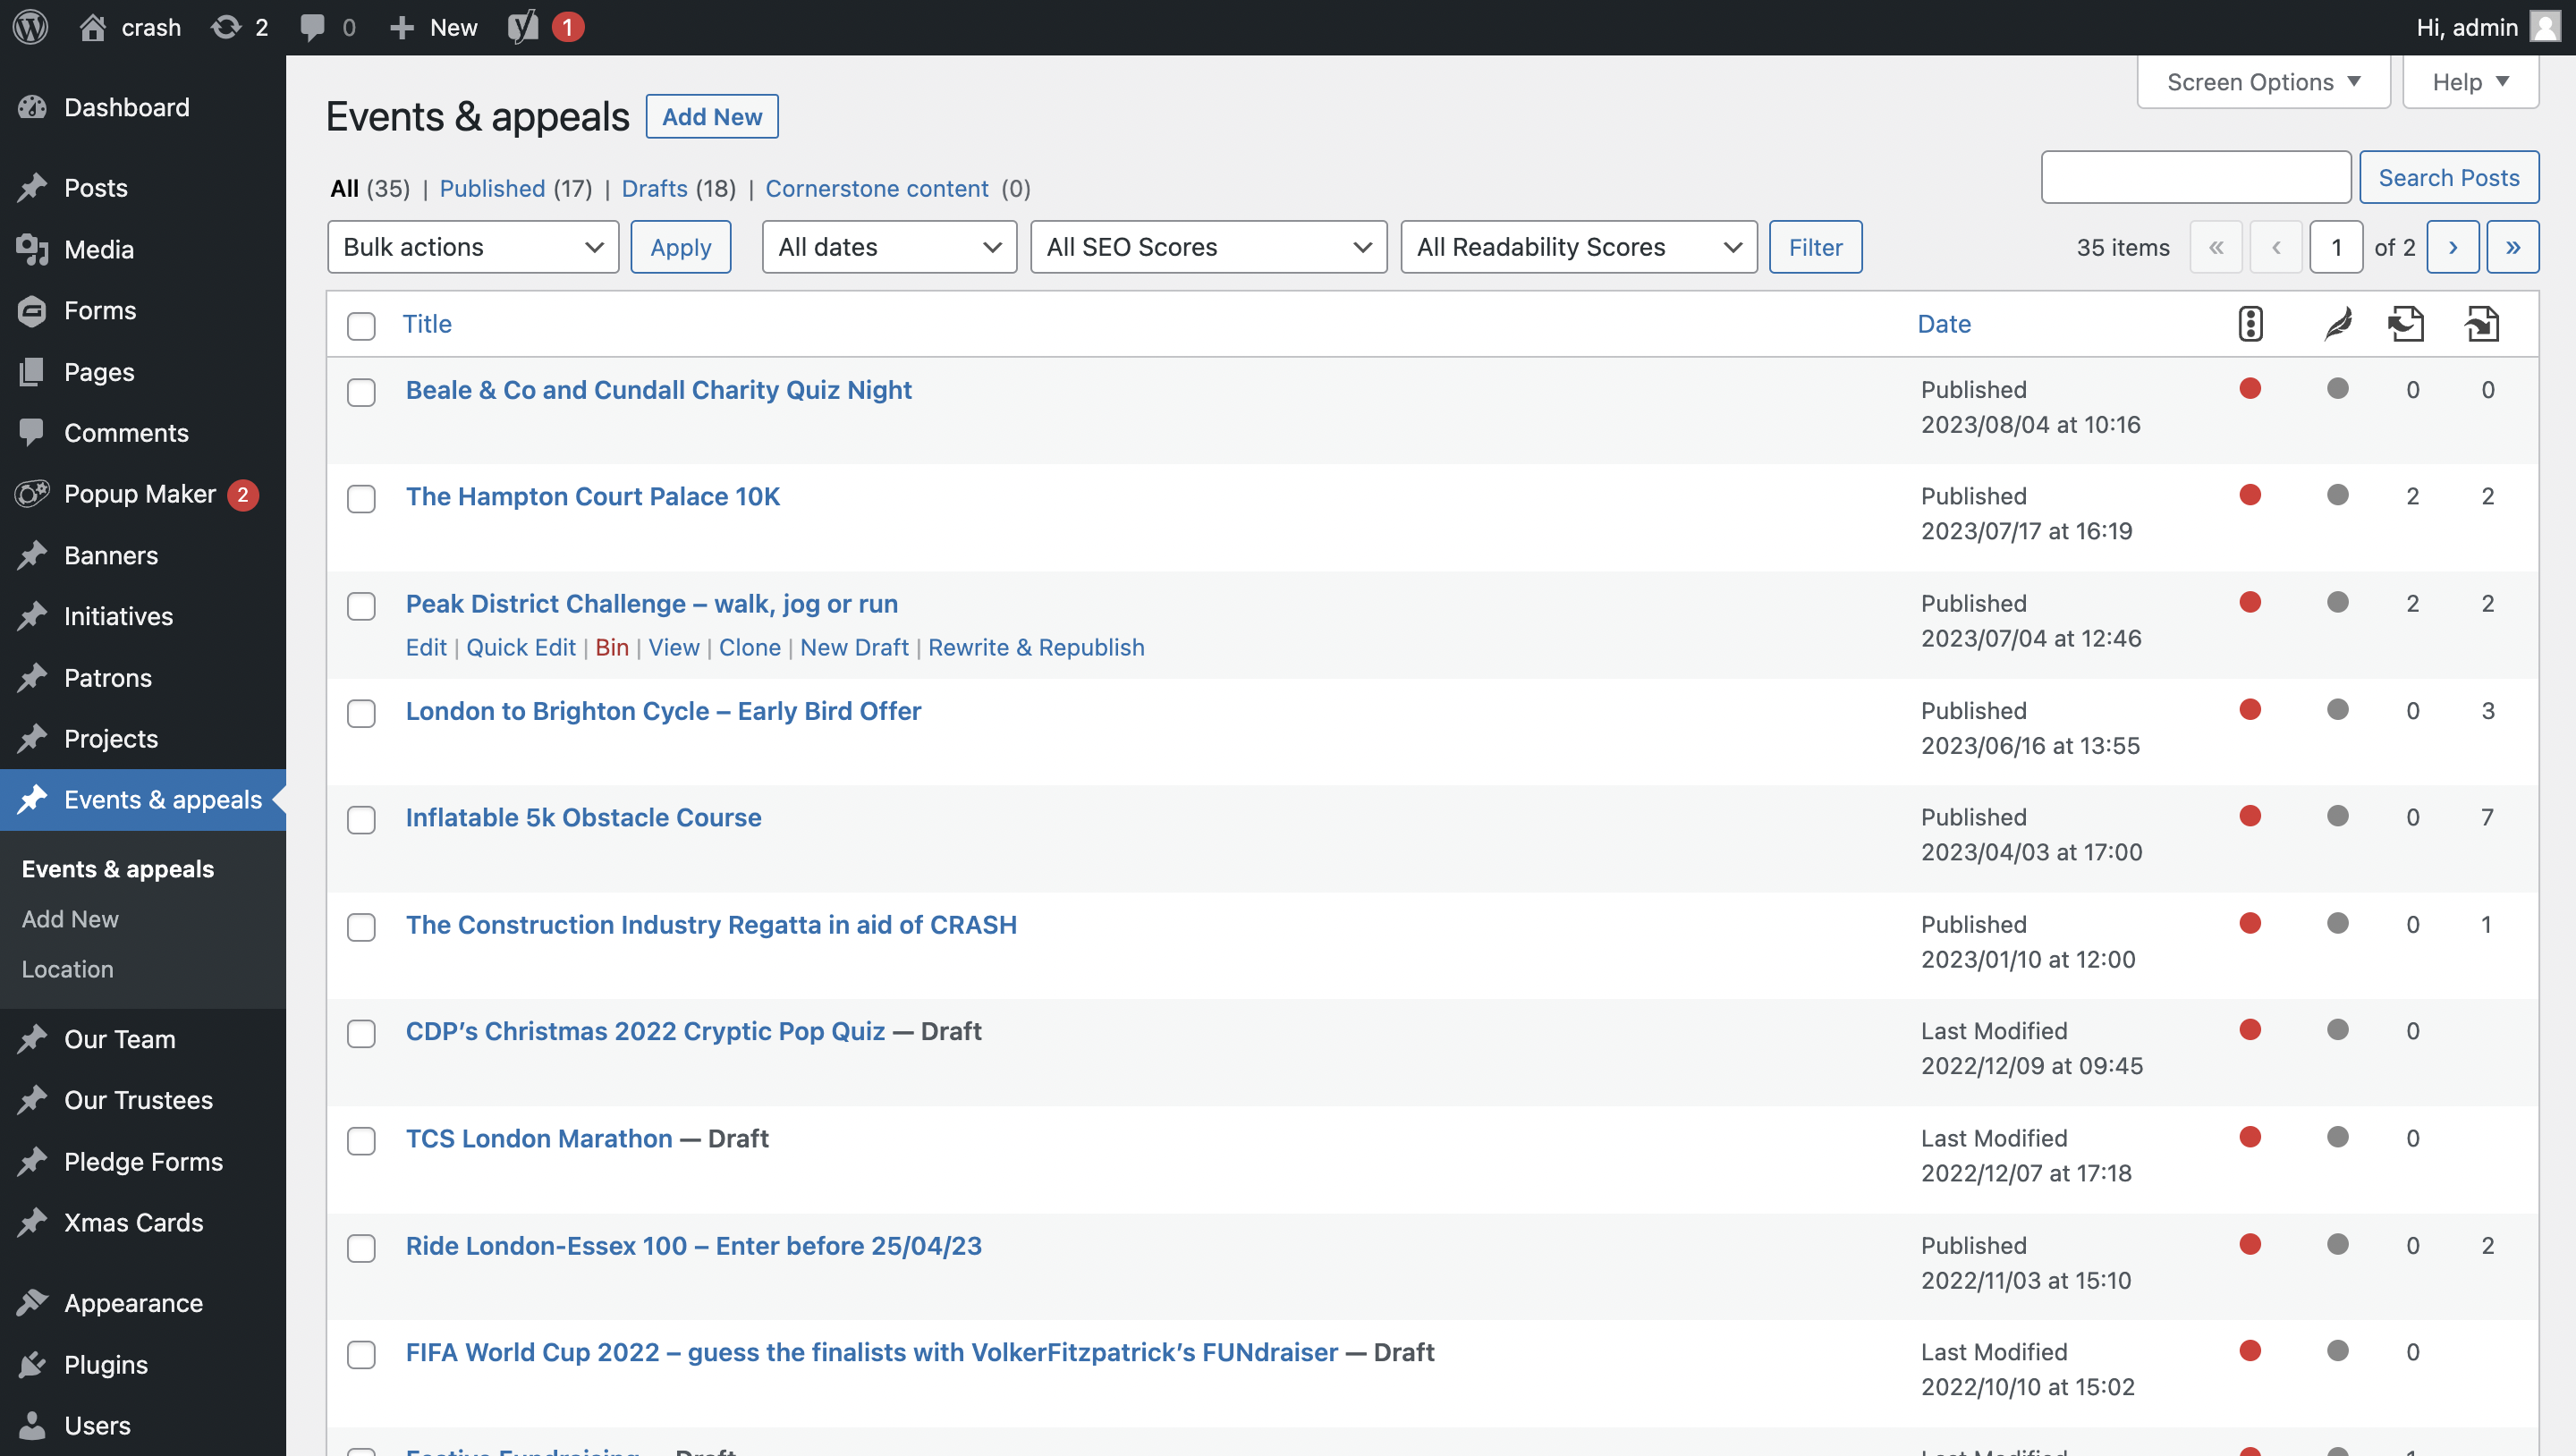 crash 2 0 New 1 Hi, admin
Dashboard
Posts
Media
Forms
Pages
Comments
Popup Maker 2
Banners
Initiatives
Patrons
Projects
Events & appeals
Events & appeals
Add New
Location
Our Team
Our Trustees
Pledge Forms
Xmas Cards
Appearance
Plugins
Users
Screen Options Help
Events & appeals Add New
All (35) | Published (17) | Drafts (18) | Cornerstone content (0)
Search Posts
Bulk actions Apply All dates All SEO Scores All Readability Scores Filter 35 items « ‹ 1 of 2 › »
Title Date
Beale & Co and Cundall Charity Quiz Night Published 0 0
2023/08/04 at 10:16
The Hampton Court Palace 10K Published 2 2
2023/07/17 at 16:19
Peak District Challenge – walk, jog or run Published 2 2
2023/07/04 at 12:46
Edit | Quick Edit | Bin | View | Clone | New Draft | Rewrite & Republish
London to Brighton Cycle – Early Bird Offer Published 0 3
2023/06/16 at 13:55
Inflatable 5k Obstacle Course Published 0 7
2023/04/03 at 17:00
The Construction Industry Regatta in aid of CRASH Published 0 1
2023/01/10 at 12:00
CDP’s Christmas 2022 Cryptic Pop Quiz — Draft Last Modified 0
2022/12/09 at 09:45
TCS London Marathon — Draft Last Modified 0
2022/12/07 at 17:18
Ride London-Essex 100 – Enter before 25/04/23 Published 0 2
2022/11/03 at 15:10
FIFA World Cup 2022 – guess the finalists with VolkerFitzpatrick’s FUNdraiser — Draft Last Modified 0
2022/10/10 at 15:02
Festive Fundraising — Draft Last Modified 1